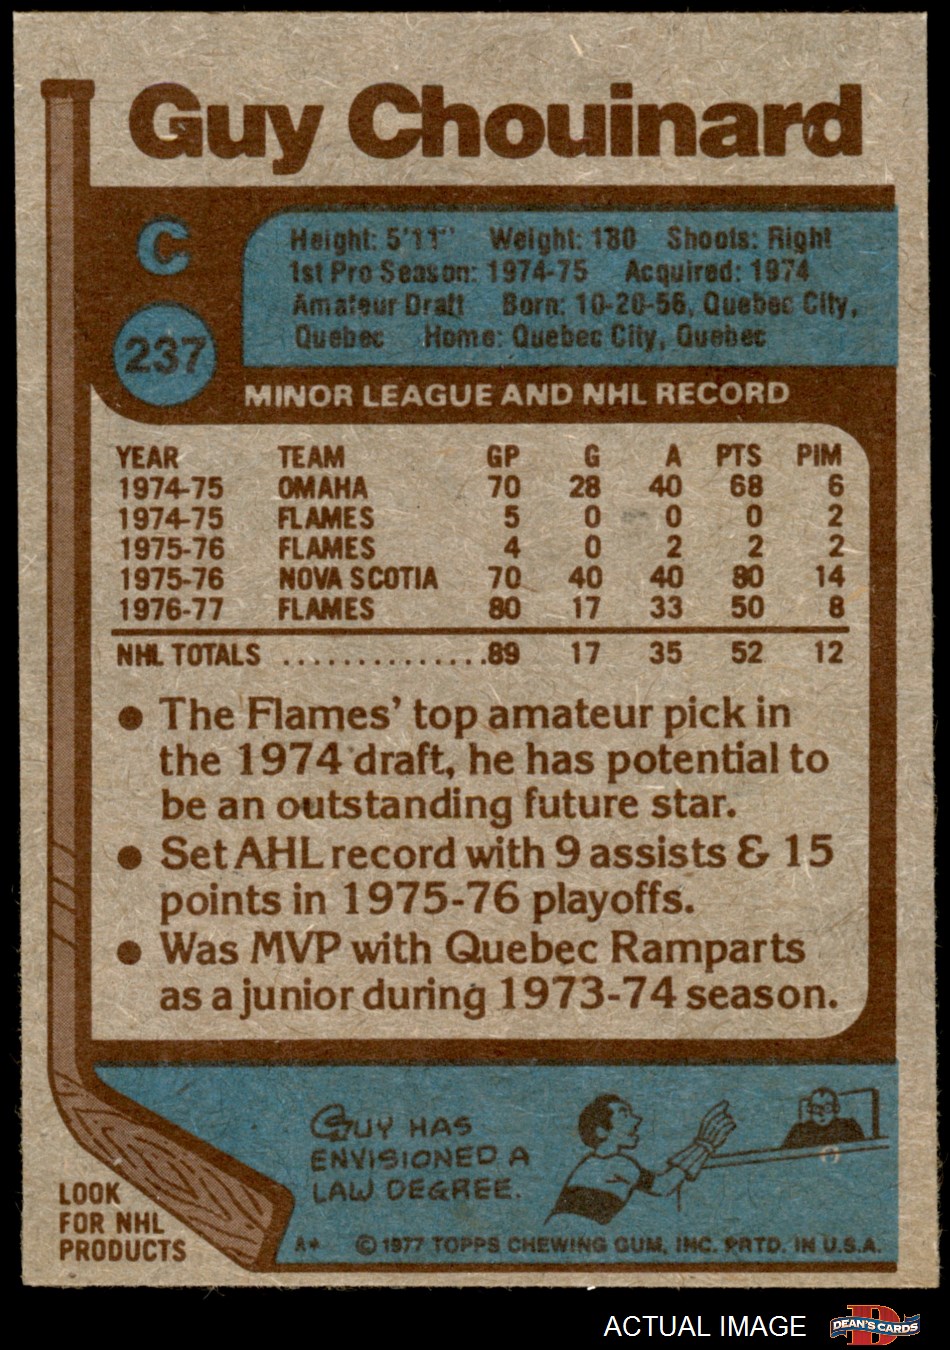 Guy Chouinard
C
237
Height: 5'11" Weight: 180 Shoots: Right
1st Pro Season: 1974-75 Acquired: 1974
Amateur Draft Born: 10-20-56, Quebec City,
Quebec Home: Quebec City, Quebec
MINOR LEAGUE AND NHL RECORD
YEAR TEAM GP G A PTS PIM
1974-75 OMAHA 70 28 40 68 6
1974-75 FLAMES 5 0 0 0 2
1975-76 FLAMES 4 0 2 2 2
1975-76 NOVA SCOTIA 70 40 40 80 14
1976-77 FLAMES 80 17 33 50 8
NHL TOTALS ...............89 17 35 52 12
● The Flames' top amateur pick in
the 1974 draft, he has potential to
be an outstanding future star.
● Set AHL record with 9 assists & 15
points in 1975-76 playoffs.
● Was MVP with Quebec Ramparts
as a junior during 1973-74 season.
GUY HAS
ENVISIONED A
LAW DEGREE.
LOOK
FOR NHL
PRODUCTS
A* © 1977 TOPPS CHEWING GUM, INC. PRTD. IN U.S.A.
ACTUAL IMAGE
DEAN'S CARDS